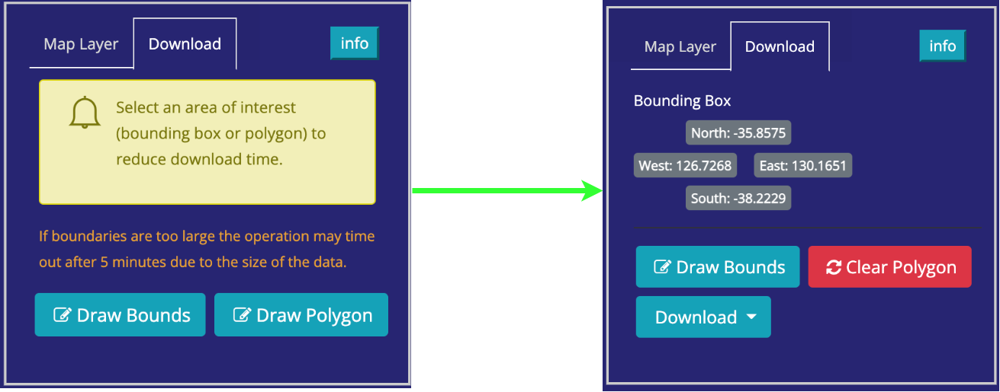 Map Layer
Download
info
Select an area of interest
(bounding box or polygon) to
reduce download time.
If boundaries are too large the operation may time
out after 5 minutes due to the size of the data.
Draw Bounds
Draw Polygon
Map Layer
Download
info
Bounding Box
North: -35.8575
West: 126.7268
East: 130.1651
South: -38.2229
Draw Bounds
Clear Polygon
Download